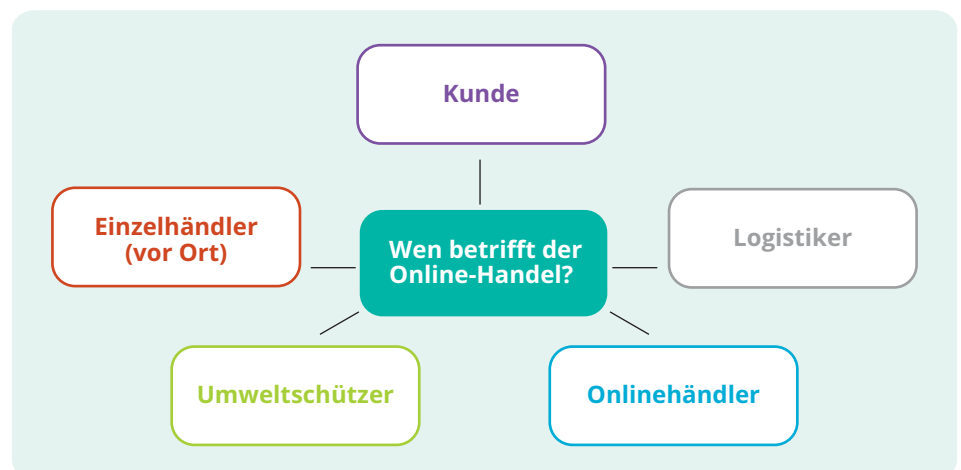 Kunde
Einzelhändler
(vor Ort)
Wen betrifft der
Online-Handel?
Logistiker
Umweltschützer
Onlinehändler